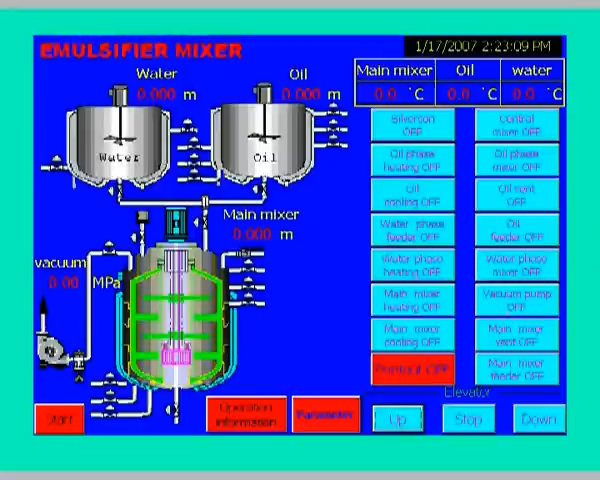 EMULSIFIER MIXER
1/17/2007 2:23:09 PM
Water
0.000 m
Oil
0.000 m
Main mixer Oil water
0.0 °C 0.0 °C 0.0 °C
Water
Oil
Main mixer
0.000 m
vacuum
0.00 MPa
Silverson
OFF
Central
mixer OFF
Oil phase
heating OFF
Oil phase
mixer OFF
Oil
cooling OFF
Oil vent
OFF
Water phase
feeder OFF
Oil
feeder OFF
Water phase
heating OFF
Water phase
mixer OFF
Main mixer
heating OFF
Vacuum pump
OFF
Main mixer
cooling OFF
Main mixer
vent OFF
Printout OFF
Main mixer
feeder OFF
Elevator
Start
Operation
information
Parameter
Up
Stop
Down